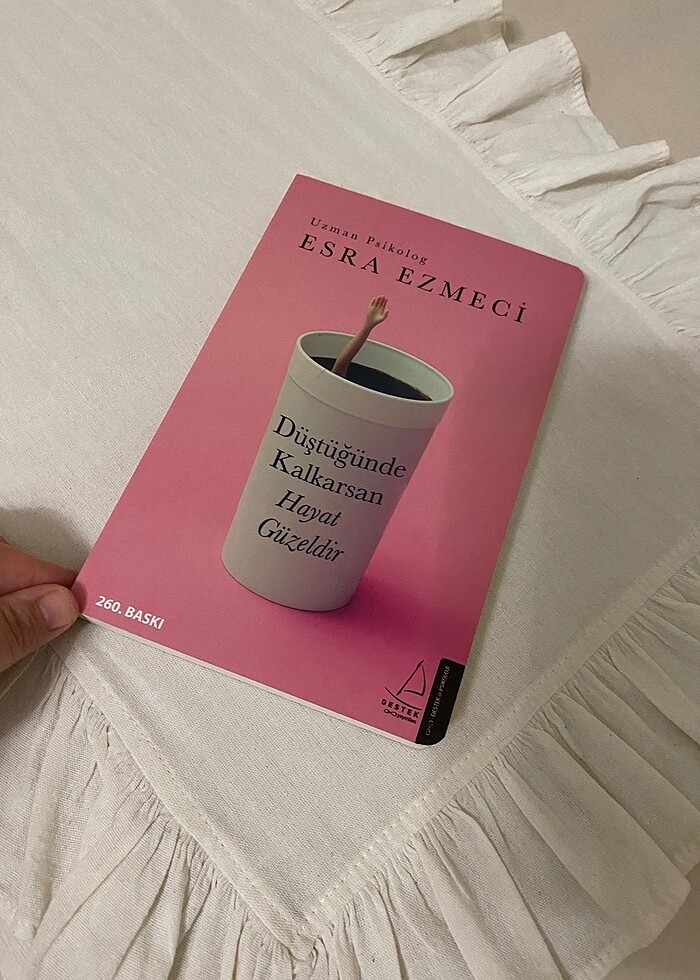 Uzman Psikolog
ESRA EZMECİ
Düştüğünde
Kalkarsan
Hayat
Güzeldir
260. BASKI
DESTEK